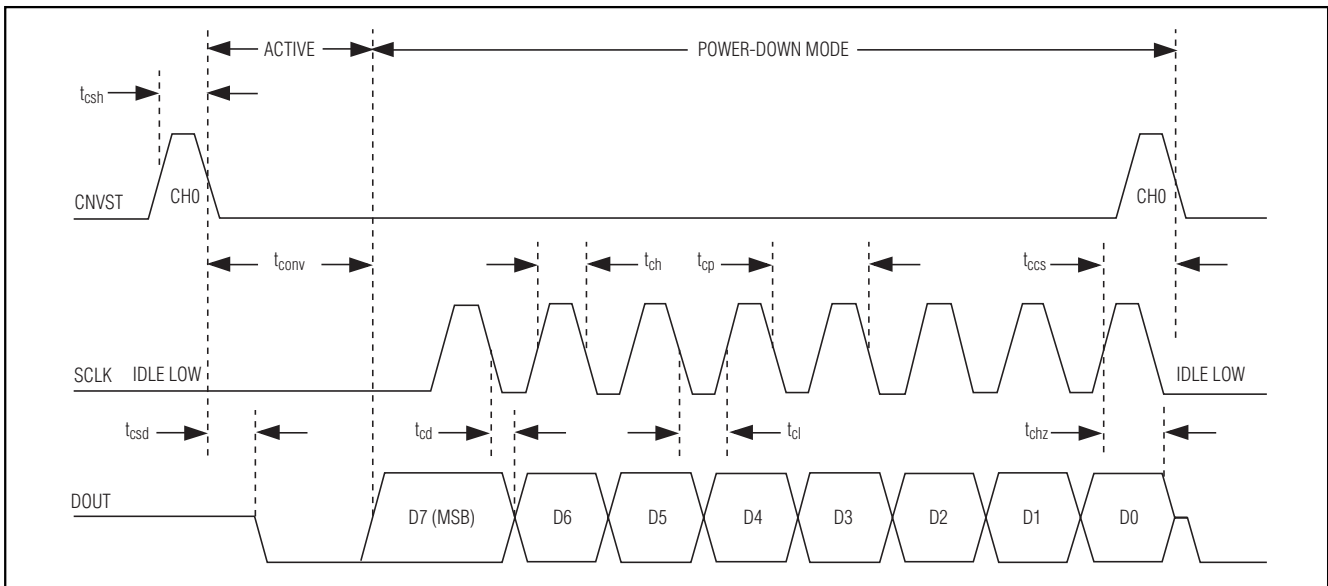 ACTIVE
POWER-DOWN MODE
tcsh
CNVST
CH0
CH0
tconv
tch
tcp
tccs
SCLK
IDLE LOW
IDLE LOW
tcsd
tcd
tcl
tchz
DOUT
D7 (MSB)
D6
D5
D4
D3
D2
D1
D0